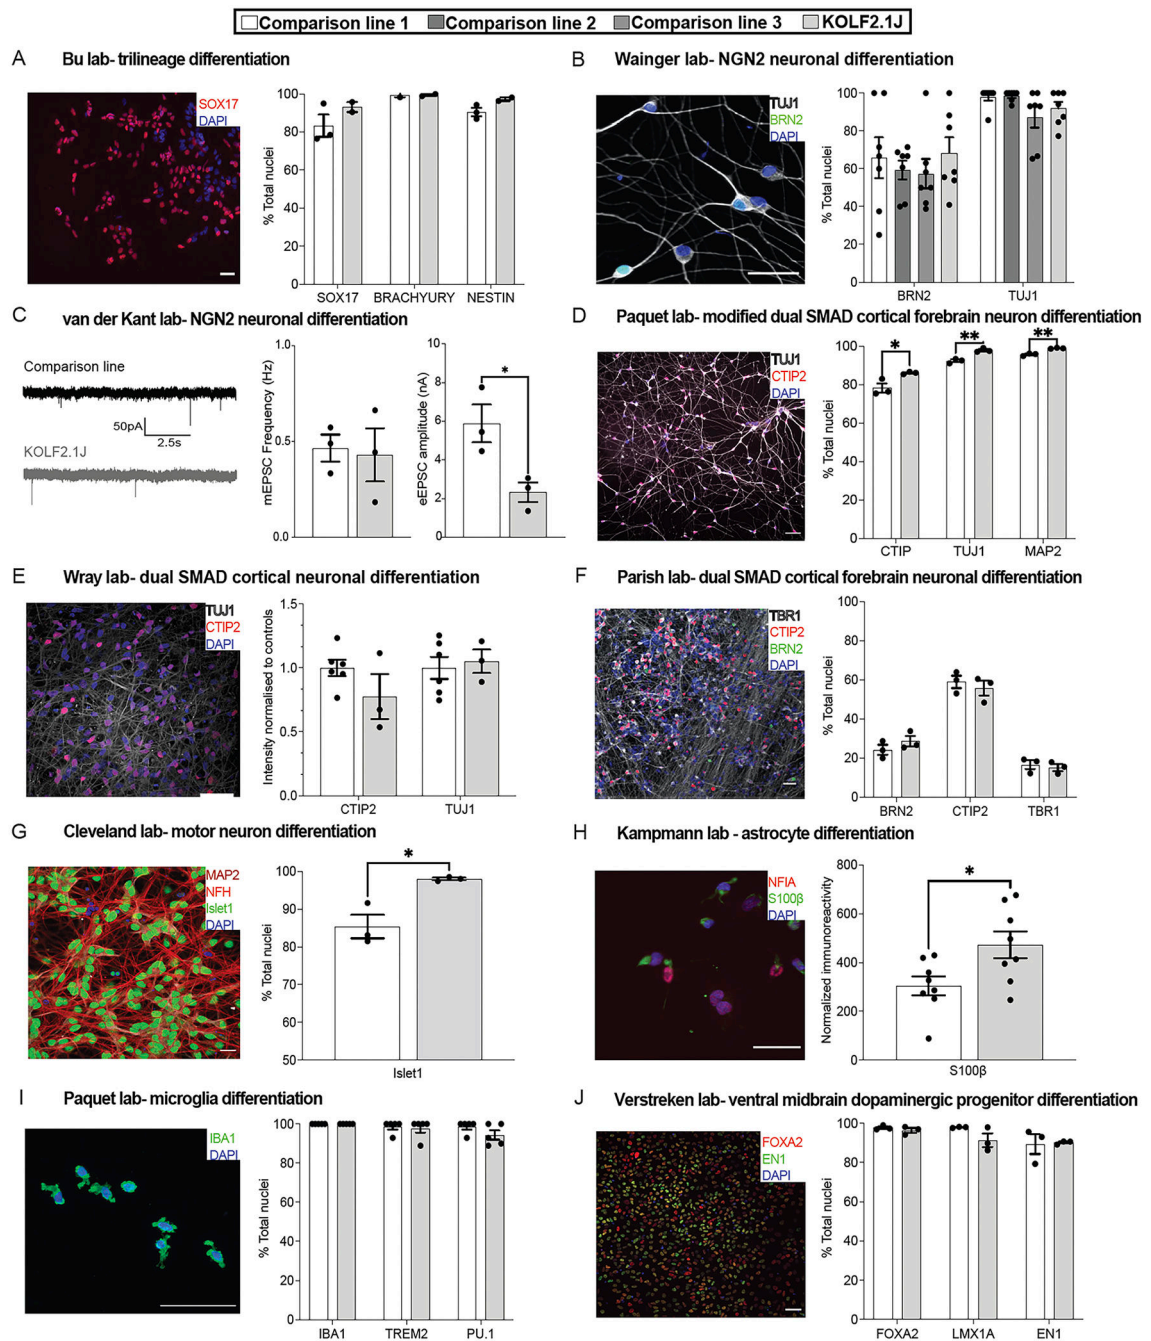 Comparison line 1 Comparison line 2 Comparison line 3 KOLF2.1J
A Bu lab- trilineage differentiation
SOX17
DAPI
% Total nuclei
100
80
60
40
20
0
SOX17 BRACHYURY NESTIN
B Wainger lab- NGN2 neuronal differentiation
TUJ1
BRN2
DAPI
% Total nuclei
100
80
60
40
20
0
BRN2 TUJ1
C van der Kant lab- NGN2 neuronal differentiation
Comparison line
50pA
2.5s
KOLF2.1J
mEPSC Frequency (Hz)
1.0
0.5
0.0
eEPSC amplitude (nA)
10
8
6
4
2
0
*
D Paquet lab- modified dual SMAD cortical forebrain neuron differentiation
TUJ1
CTIP2
DAPI
% Total nuclei
100
80
60
40
20
0
* ** **
CTIP TUJ1 MAP2
E Wray lab- dual SMAD cortical neuronal differentiation
TUJ1
CTIP2
DAPI
Intensity normalised to controls
1.5
1.0
0.5
0.0
CTIP2 TUJ1
F Parish lab- dual SMAD cortical forebrain neuronal differentiation
TBR1
CTIP2
BRN2
DAPI
% Total nuclei
100
80
60
40
20
0
BRN2 CTIP2 TBR1
G Cleveland lab- motor neuron differentiation
MAP2
NFH
Islet1
DAPI
% Total nuclei
100
90
80
70
60
50
*
Islet1
H Kampmann lab - astrocyte differentiation
NFIA
S100β
DAPI
Normalized immunoreactivity
800
600
400
200
0
*
S100β
I Paquet lab- microglia differentiation
IBA1
DAPI
% Total nuclei
100
80
60
40
20
0
IBA1 TREM2 PU.1
J Verstreken lab- ventral midbrain dopaminergic progenitor differentiation
FOXA2
EN1
DAPI
% Total nuclei
100
80
60
40
20
0
FOXA2 LMX1A EN1